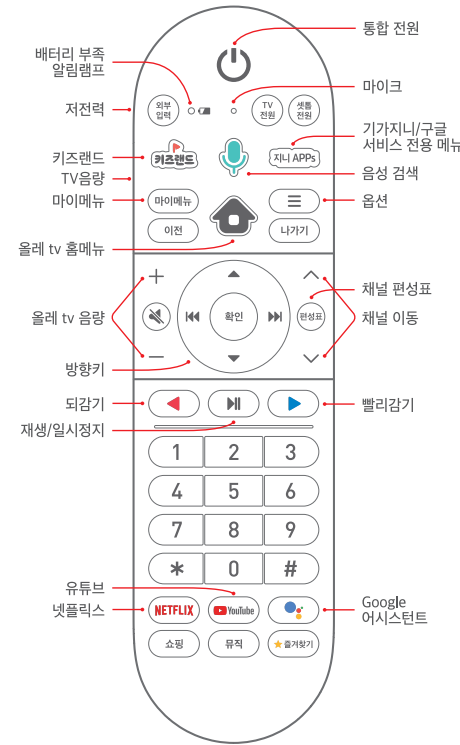 통합 전원
배터리 부족
알림램프
마이크
저전력
외부
입력
TV
전원
셋톱
전원
기가지니/구글
서비스 전용 메뉴
키즈랜드
키즈랜드
지니 APPs
TV음량
음성 검색
마이메뉴
마이메뉴
옵션
이전
나가기
올레 tv 홈메뉴
채널 편성표
올레 tv 음량
확인
편성표
채널 이동
방향키
되감기
빨리감기
재생/일시정지
1 2 3
4 5 6
7 8 9
* 0 #
유튜브
넷플릭스
NETFLIX
YouTube
Google
어시스턴트
쇼핑
뮤직
즐겨찾기